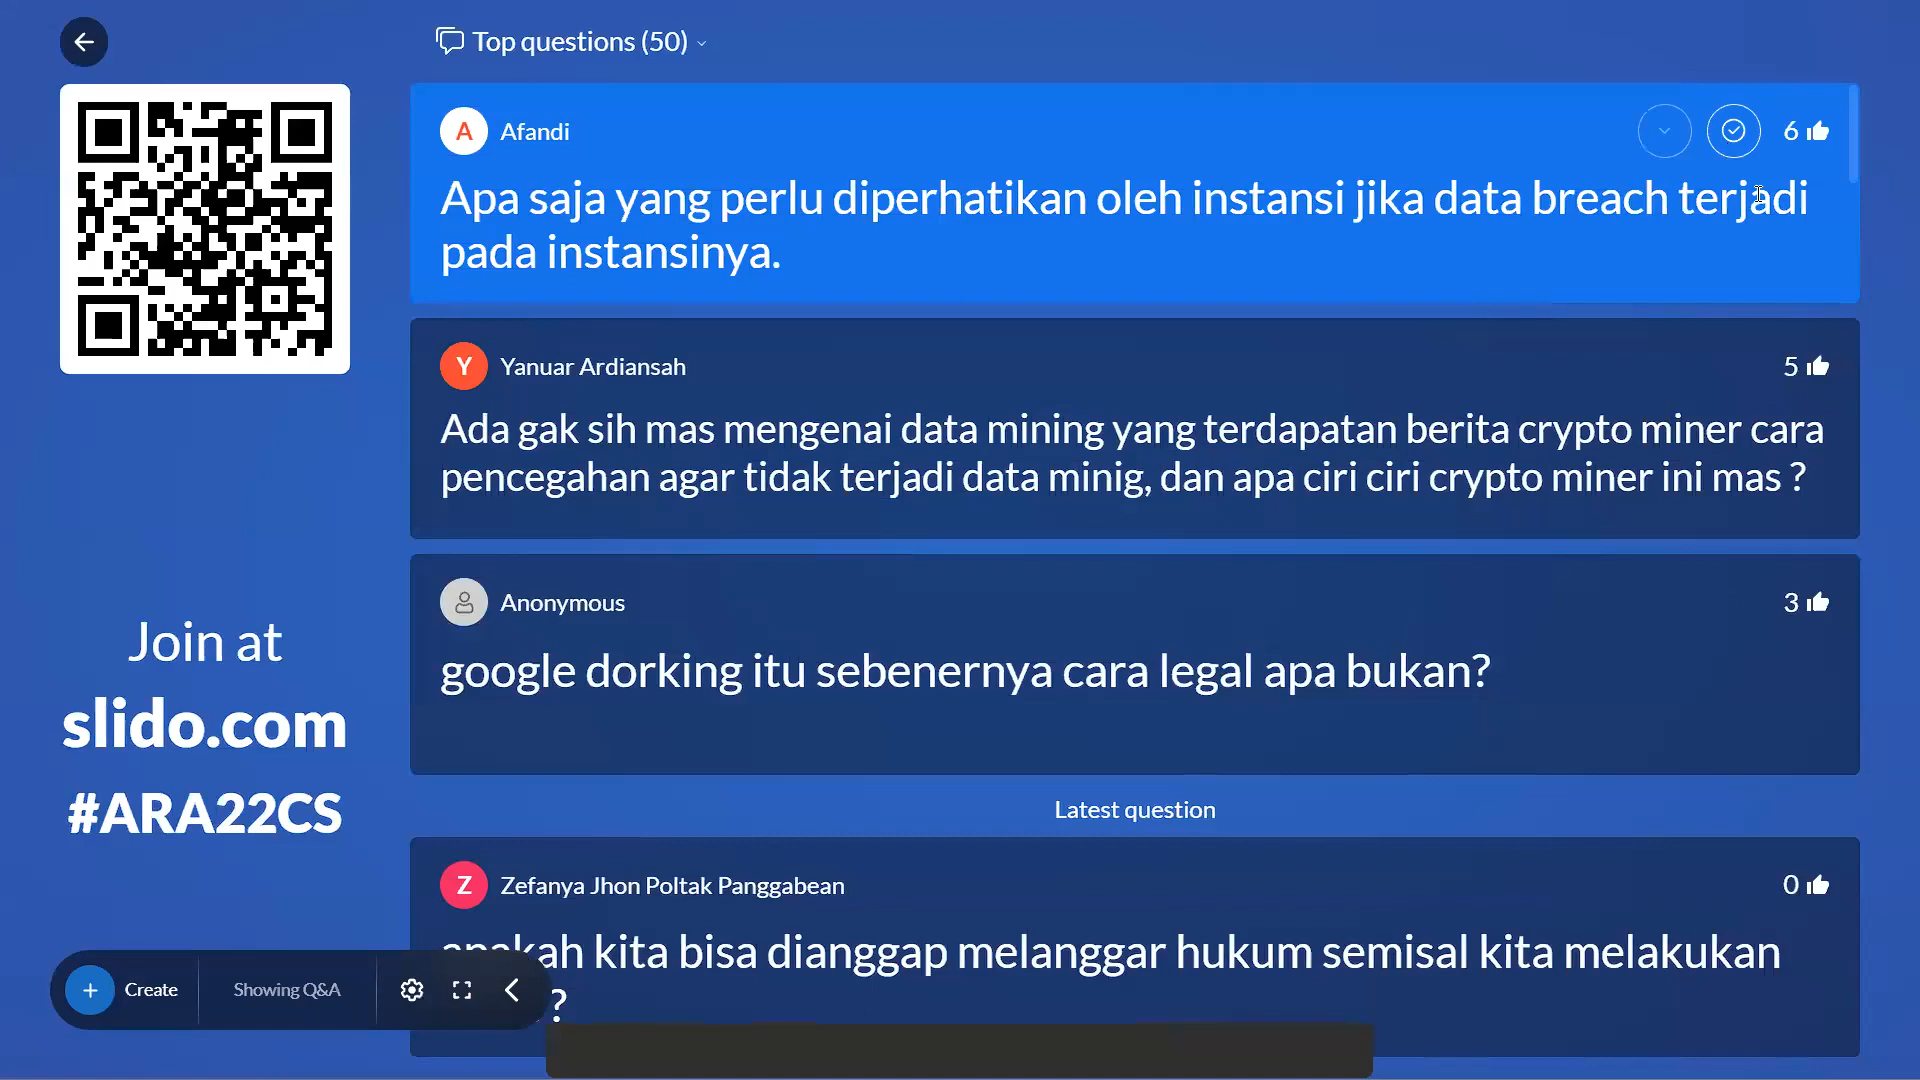 Top questions (50)
A
Afandi
6
Apa saja yang perlu diperhatikan oleh instansi jika data breach terjadi
pada instansinya.
Y
Yanuar Ardiansah
5
Ada gak sih mas mengenai data mining yang terdapatan berita crypto miner cara
pencegahan agar tidak terjadi data minig, dan apa ciri ciri crypto miner ini mas ?
Anonymous
3
google dorking itu sebenernya cara legal apa bukan?
Latest question
Z
Zefanya Jhon Poltak Panggabean
0
kita bisa dianggap melanggar hukum semisal kita melakukan
?
Join at
slido.com
#ARA22CS
Create
Showing Q&A